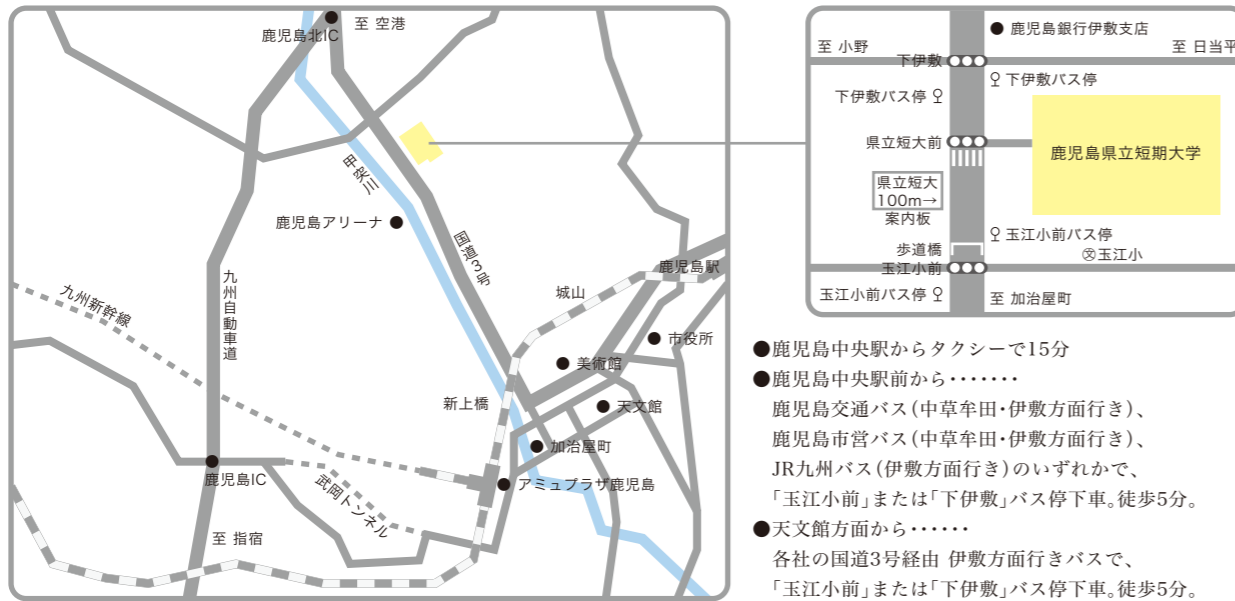 鹿児島北IC
至 空港
甲突川
鹿児島アリーナ
国道3号
鹿児島駅
九州新幹線
九州自動車道
城山
市役所
美術館
新上橋
天文館
加治屋町
鹿児島IC
アミュプラザ鹿児島
武岡トンネル
至 指宿
鹿児島銀行伊敷支店
至 小野
至 日当平
下伊敷
下伊敷バス停
下伊敷バス停
県立短大前
鹿児島県立短期大学
県立短大
100m→
案内板
玉江小前バス停
歩道橋
文玉江小
玉江小前
玉江小前バス停
至 加治屋町
●鹿児島中央駅からタクシーで15分
●鹿児島中央駅前から・・・・・・・
鹿児島交通バス(中草牟田・伊敷方面行き)、
鹿児島市営バス(中草牟田・伊敷方面行き)、
JR九州バス(伊敷方面行き)のいずれかで、
「玉江小前」または「下伊敷」バス停下車。徒歩5分。
●天文館方面から・・・・・・
各社の国道3号経由 伊敷方面行きバスで、
「玉江小前」または「下伊敷」バス停下車。徒歩5分。